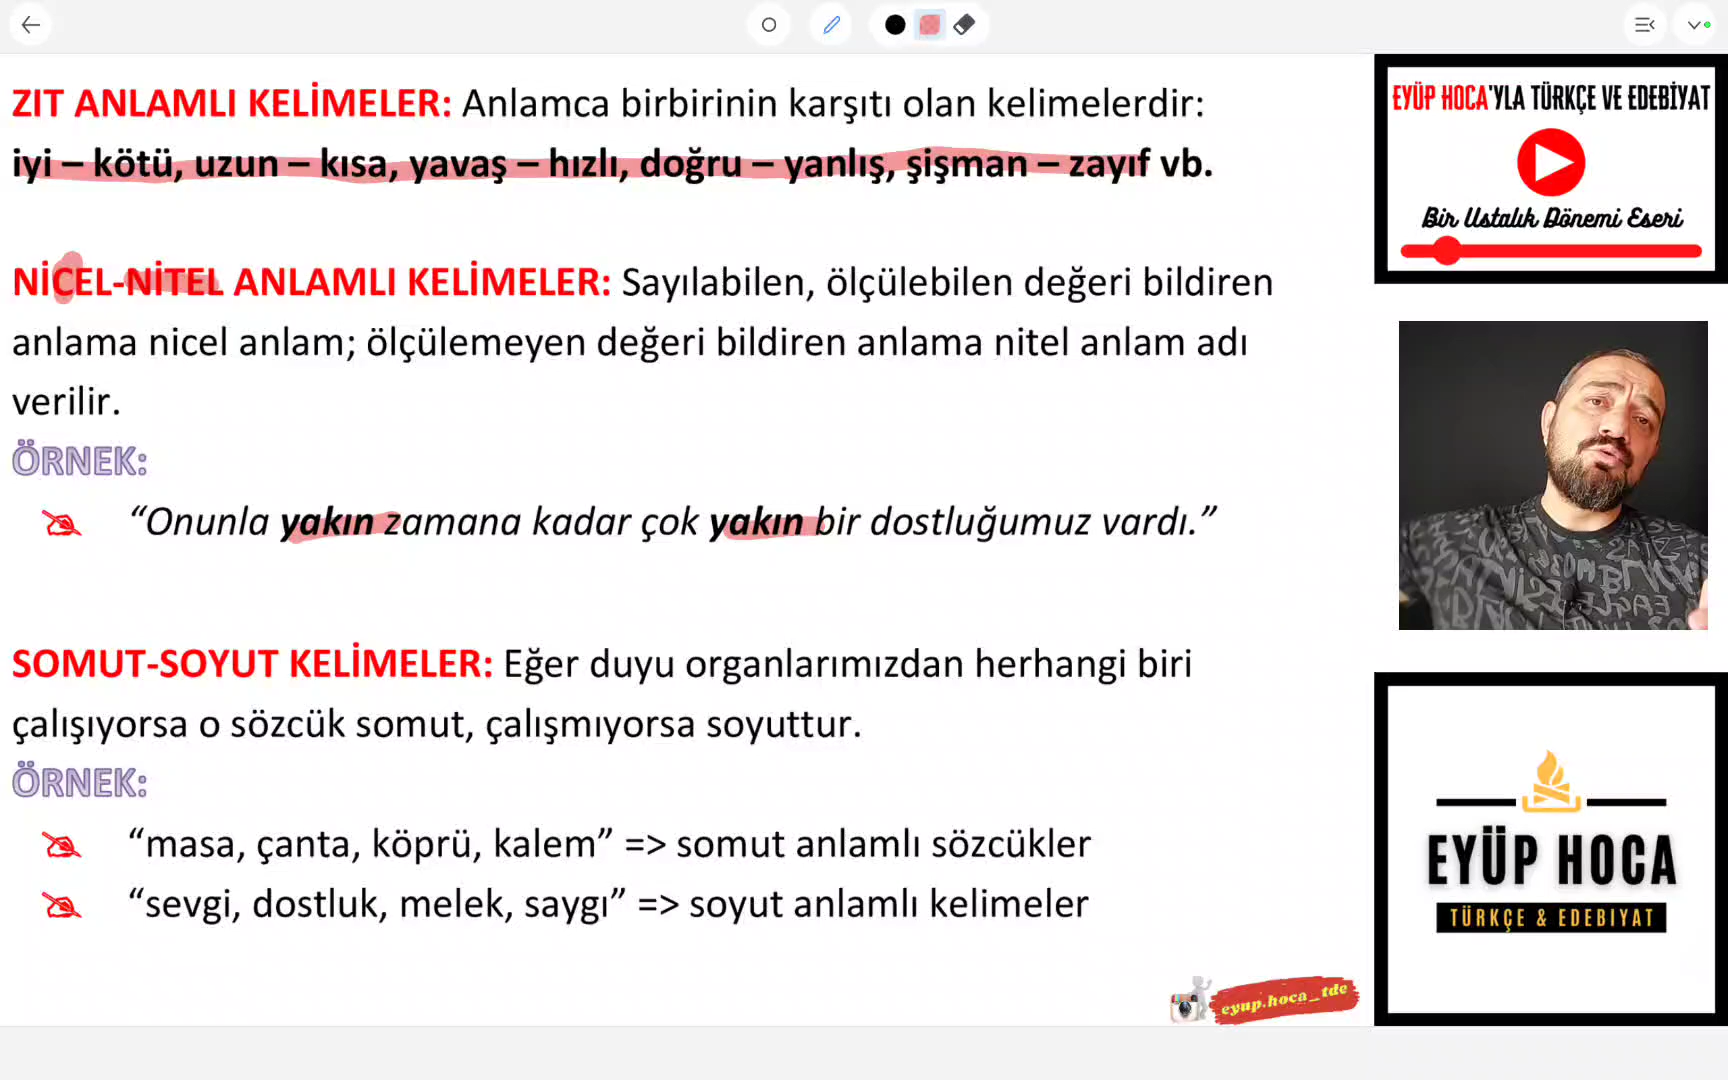 ZIT ANLAMLI KELİMELER: Anlamca birbirinin karşıtı olan kelimelerdir:
iyi – kötü, uzun – kısa, yavaş – hızlı, doğru – yanlış, şişman – zayıf vb.
NİCEL-NİTEL ANLAMLI KELİMELER: Sayılabilen, ölçülebilen değeri bildiren
anlama nicel anlam; ölçülemeyen değeri bildiren anlama nitel anlam adı
verilir.
ÖRNEK:
“Onunla yakın zamana kadar çok yakın bir dostluğumuz vardı.”
SOMUT-SOYUT KELİMELER: Eğer duyu organlarımızdan herhangi biri
çalışıyorsa o sözcük somut, çalışmıyorsa soyuttur.
ÖRNEK:
“masa, çanta, köprü, kalem” => somut anlamlı sözcükler
“sevgi, dostluk, melek, saygı” => soyut anlamlı kelimeler
eyup.hoca_tde
EYÜP HOCA'YLA TÜRKÇE VE EDEBİYAT
Bir Ustalık Dönemi Eseri
EYÜP HOCA
TÜRKÇE & EDEBIYAT